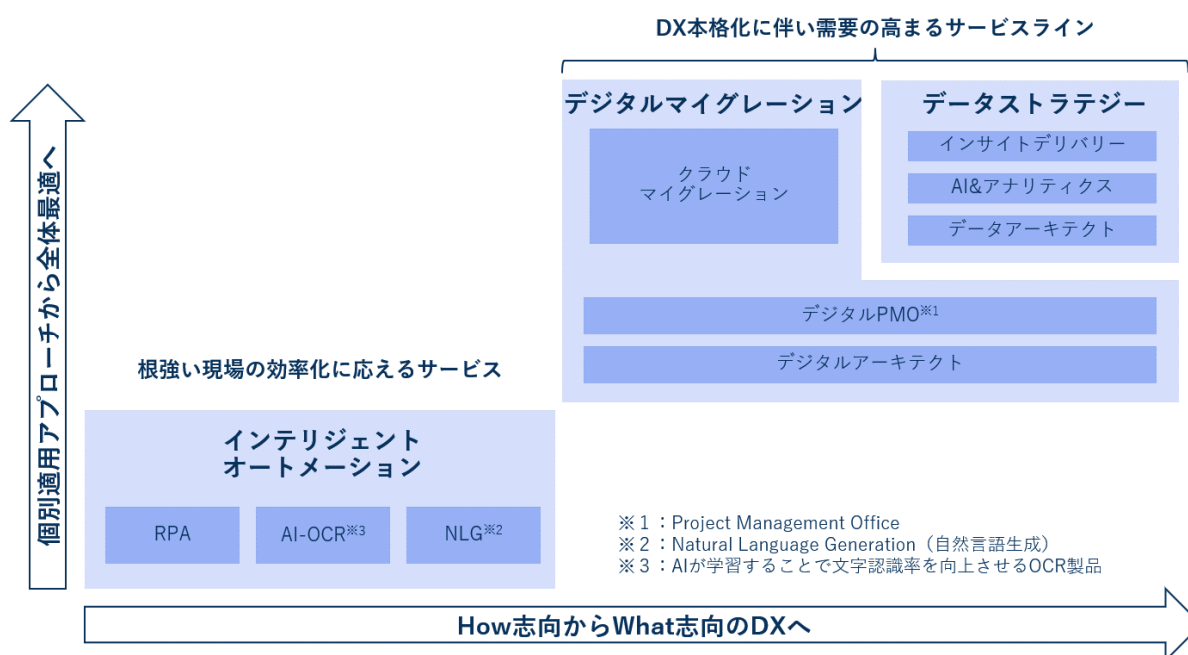 DX本格化に伴い需要の高まるサービスライン
デジタルマイグレーション
クラウド
マイグレーション
データストラテジー
インサイトデリバリー
AI&アナリティクス
データアーキテクト
デジタルPMO※1
デジタルアーキテクト
個別適用アプローチから全体最適へ
根強い現場の効率化に応えるサービス
インテリジェント
オートメーション
RPA
AI-OCR※3
NLG※2
※１：Project Management Office
※２：Natural Language Generation（自然言語生成）
※３：AIが学習することで文字認識率を向上させるOCR製品
How志向からWhat志向のDXへ